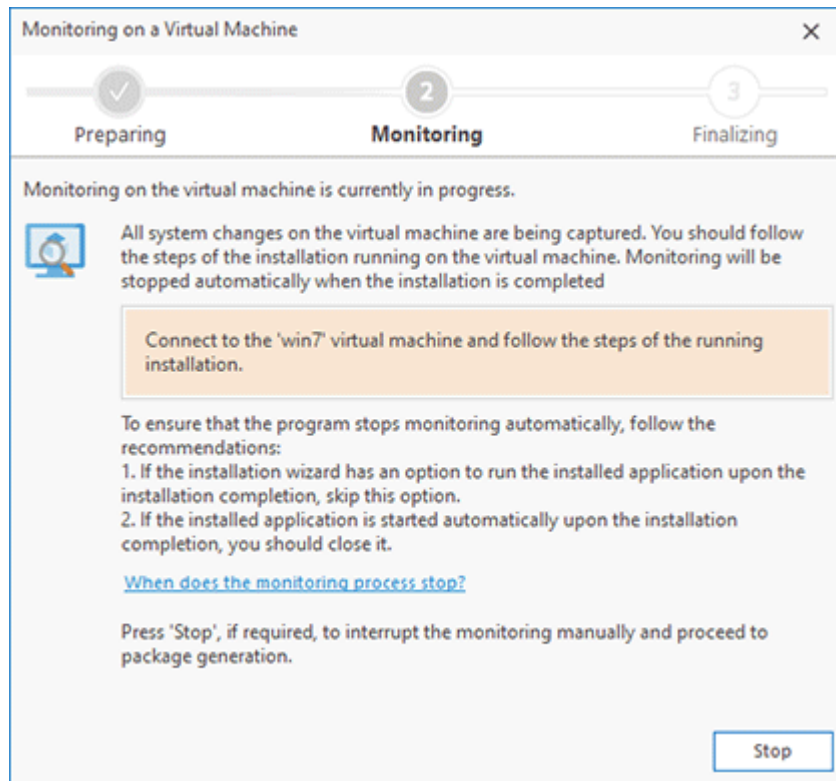 Monitoring on a Virtual Machine
2
3
Preparing
Monitoring
Finalizing
Monitoring on the virtual machine is currently in progress.
All system changes on the virtual machine are being captured. You should follow
the steps of the installation running on the virtual machine. Monitoring will be
stopped automatically when the installation is completed
Connect to the 'win7' virtual machine and follow the steps of the running
installation.
To ensure that the program stops monitoring automatically, follow the
recommendations:
1. If the installation wizard has an option to run the installed application upon the
installation completion, skip this option.
2. If the installed application is started automatically upon the installation
completion, you should close it.
When does the monitoring process stop?
Press 'Stop', if required, to interrupt the monitoring manually and proceed to
package generation.
Stop